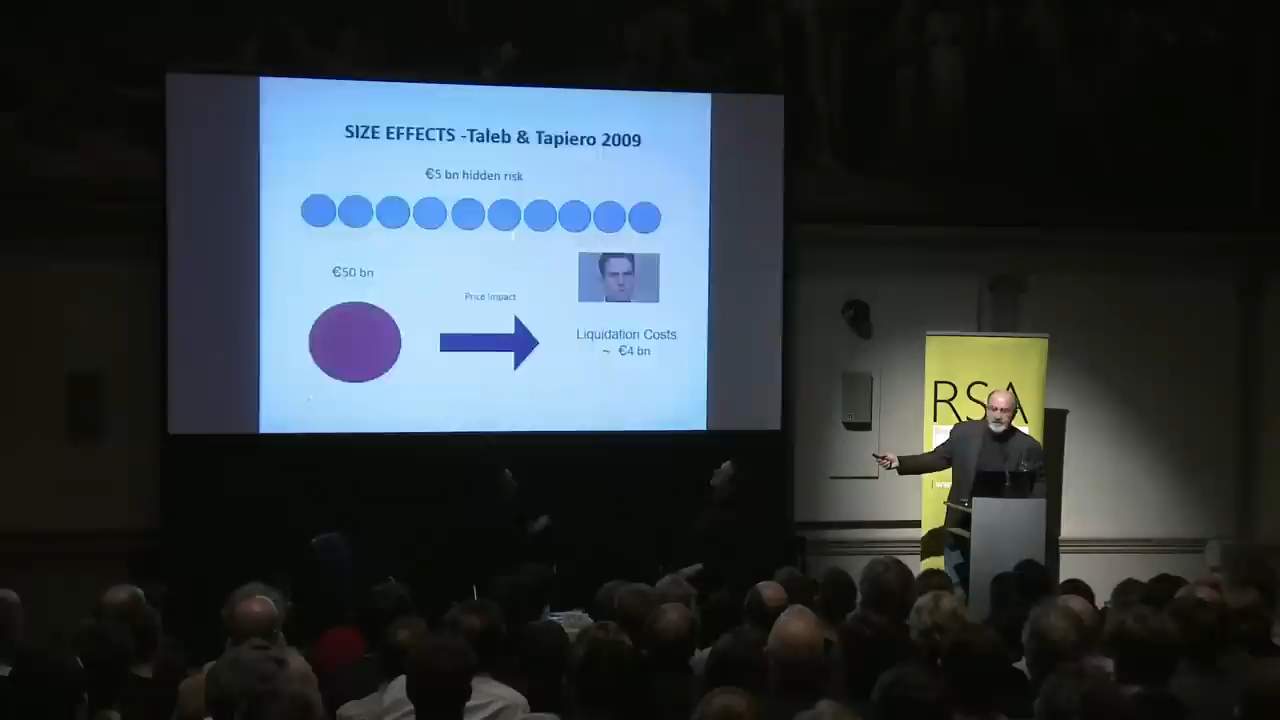 SIZE EFFECTS -Taleb & Tapiero 2009
€5 bn hidden risk
€50 bn
Price Impact
Liquidation Costs
~ €4 bn
RSA